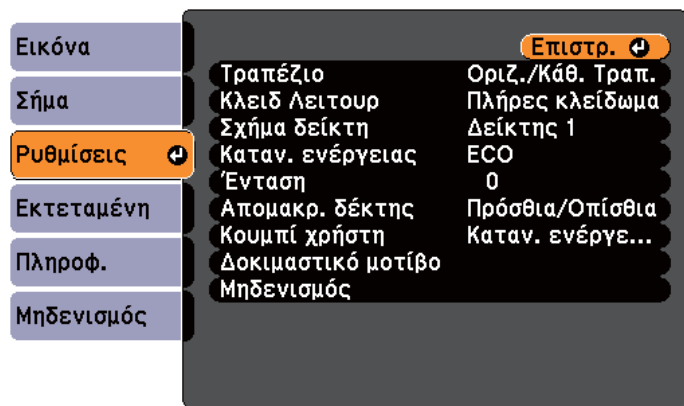 Εικόνα
Σήμα
Ρυθμίσεις
Εκτεταμένη
Πληροφ.
Μηδενισμός
Επιστρ.
Τραπέζιο Οριζ./Κάθ. Τραπ.
Κλειδ Λειτουρ Πλήρες κλείδωμα
Σχήμα δείκτη Δείκτης 1
Καταν. ενέργειας ECO
Ένταση 0
Απομακρ. δέκτης Πρόσθια/Οπίσθια
Κουμπί χρήστη Καταν. ενέργε...
Δοκιμαστικό μοτίβο
Μηδενισμός